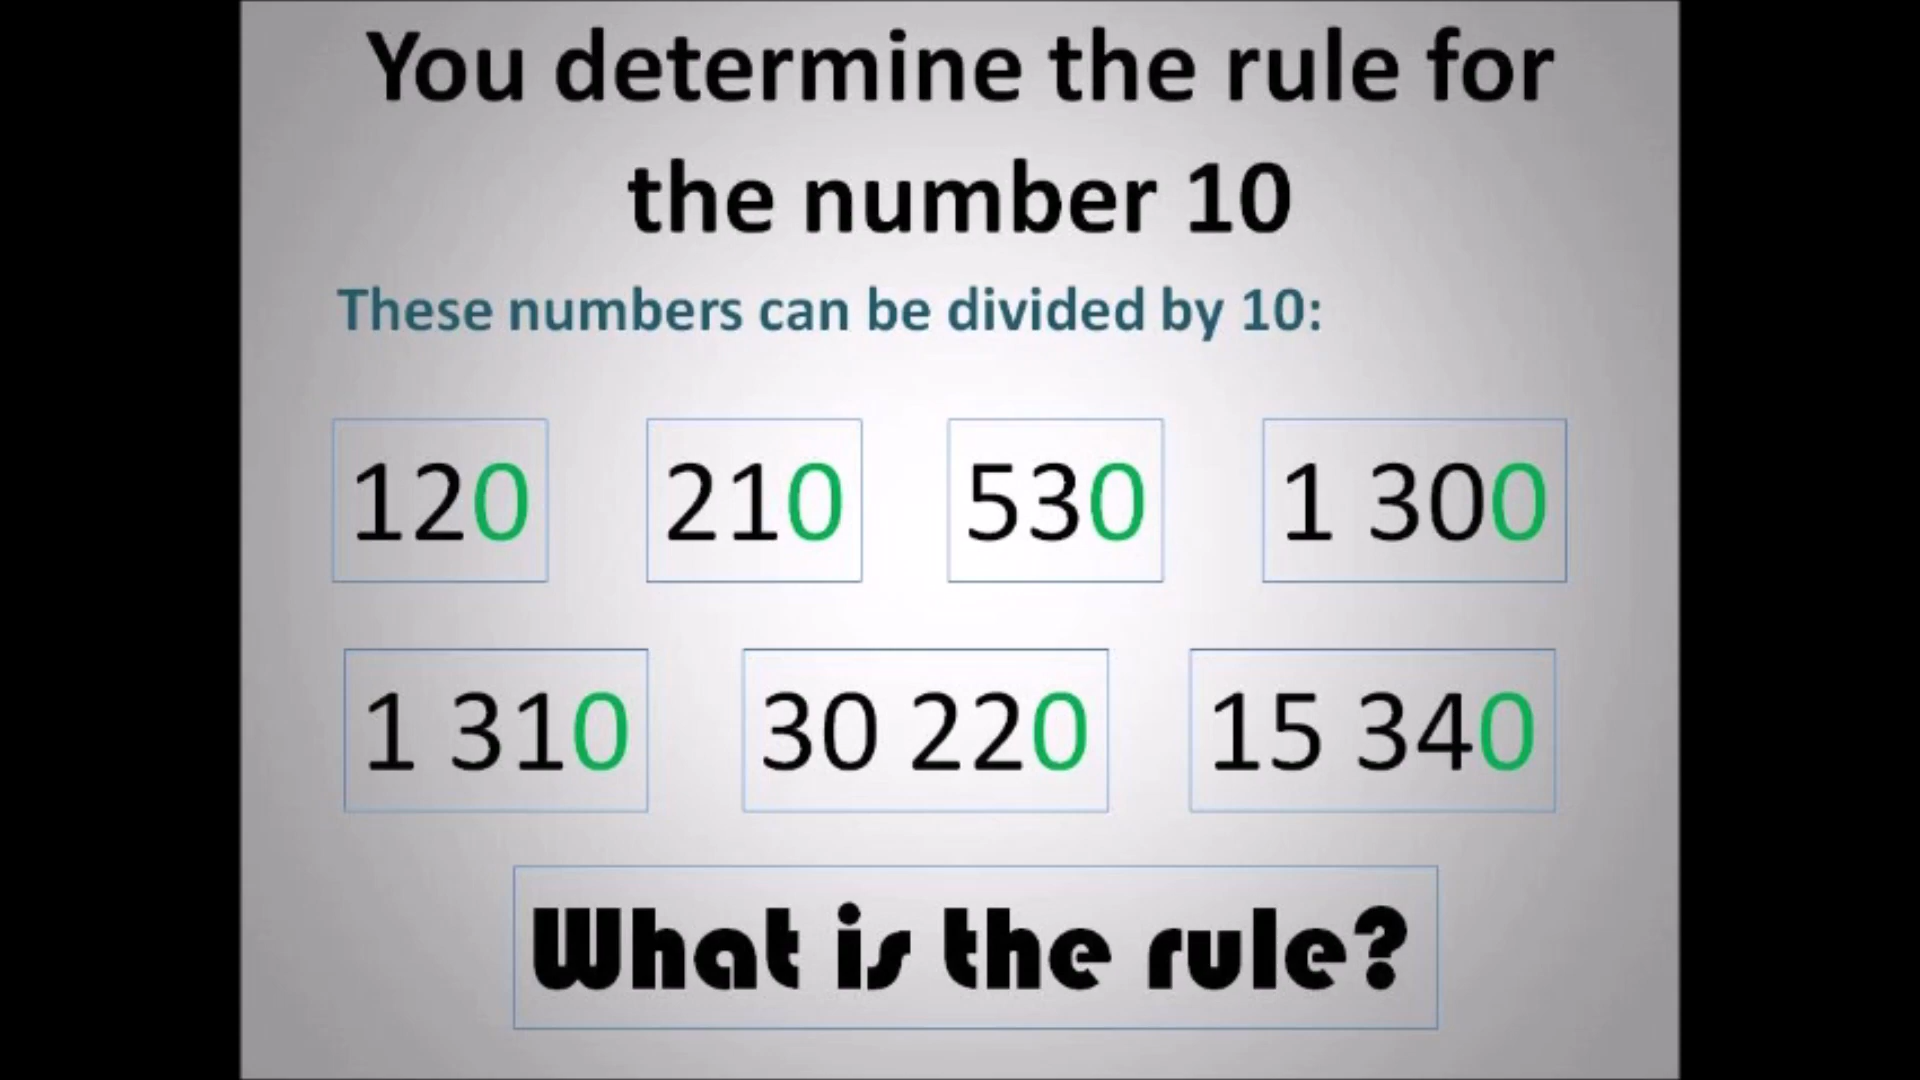 You determine the rule for
the number 10
These numbers can be divided by 10:
120 210 530 1 300
1 310 30 220 15 340
What is the rule?